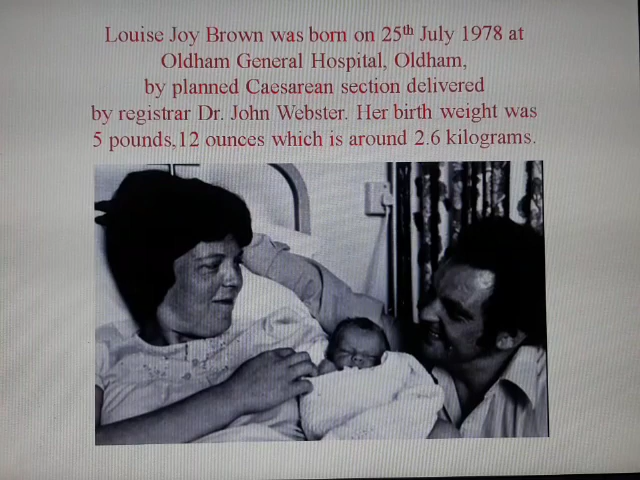 Louise Joy Brown was born on 25th July 1978 at
Oldham General Hospital, Oldham,
by planned Caesarean section delivered
by registrar Dr. John Webster. Her birth weight was
5 pounds,12 ounces which is around 2.6 kilograms.